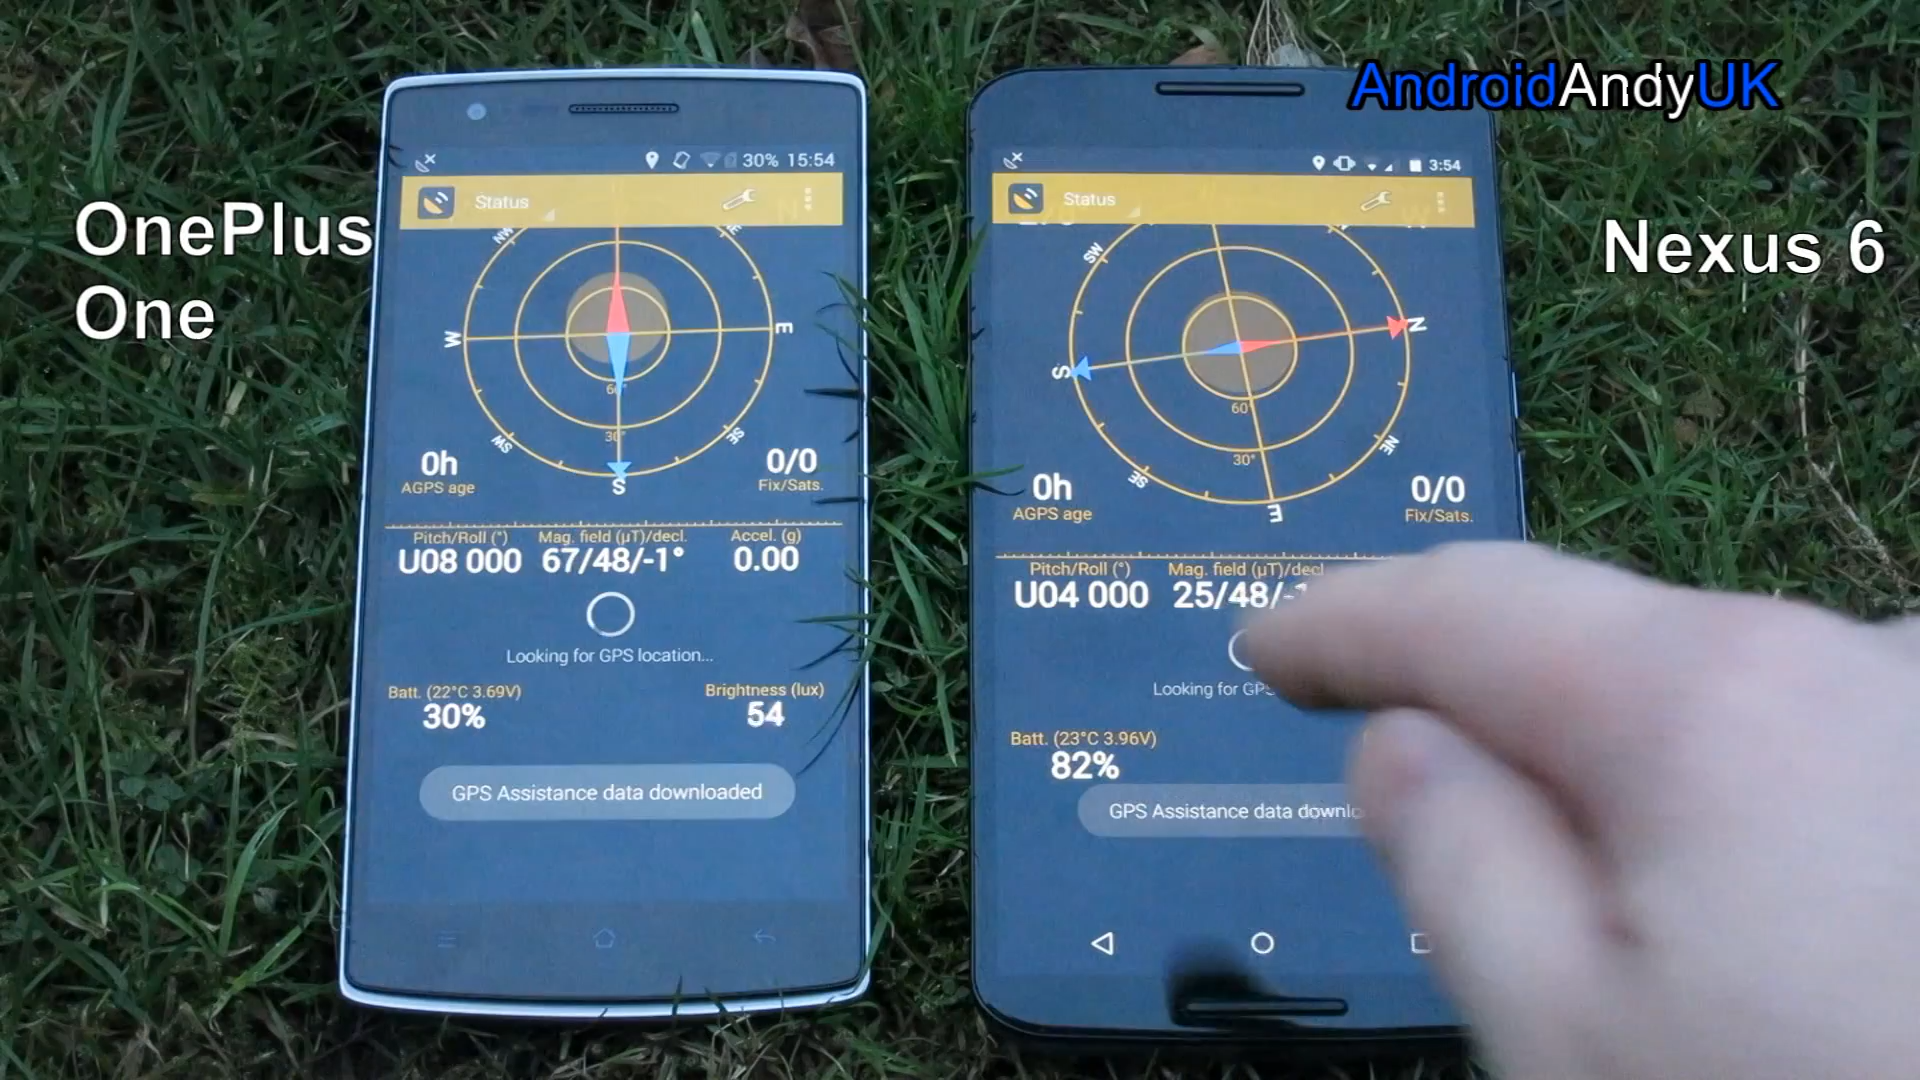 AndroidAndyUK
OnePlus
One
Nexus 6
30% 15:54
Status
NW
W
E
60°
30°
SW
SE
S
0h
AGPS age
0/0
Fix/Sats.
Pitch/Roll (°) Mag. field (µT)/decl. Accel. (g)
U08 000 67/48/-1° 0.00
Looking for GPS location...
Batt. (22°C 3.69V) Brightness (lux)
30% 54
GPS Assistance data downloaded
3:54
Status
SW
N
S
60°
30°
NE
SE
E
0h
AGPS age
0/0
Fix/Sats.
Pitch/Roll (°) Mag. field (µT)/decl
U04 000 25/48/-1
Looking for GPS
Batt. (23°C 3.96V)
82%
GPS Assistance data downlo